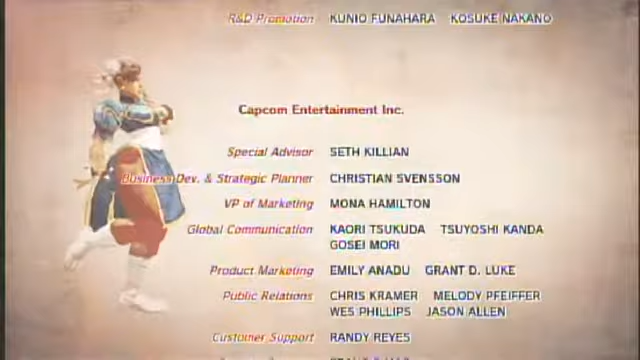 R&D Promotion KUNIO FUNAHARA KOSUKE NAKANO
Capcom Entertainment Inc.
Special Advisor SETH KILLIAN
Business Dev. & Strategic Planner CHRISTIAN SVENSSON
VP of Marketing MONA HAMILTON
Global Communication KAORI TSUKUDA TSUYOSHI KANDA
GOSEI MORI
Product Marketing EMILY ANADU GRANT D. LUKE
Public Relations CHRIS KRAMER MELODY PFEIFFER
WES PHILLIPS JASON ALLEN
Customer Support RANDY REYES